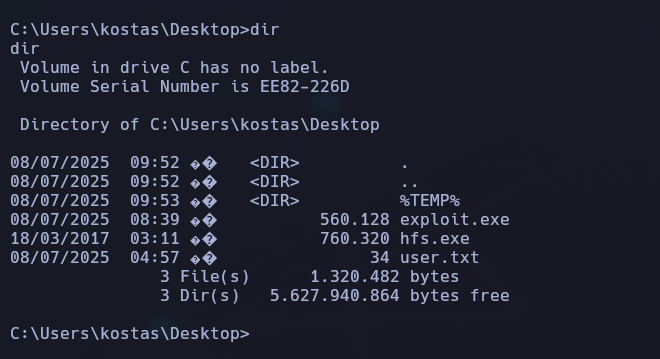 C:\Users\kostas\Desktop>dir
dir
 Volume in drive C has no label.
 Volume Serial Number is EE82-226D

 Directory of C:\Users\kostas\Desktop

08/07/2025  09:52 ��   <DIR>          .
08/07/2025  09:52 ��   <DIR>          ..
08/07/2025  09:53 ��   <DIR>          %TEMP%
08/07/2025  08:39 ��          560.128 exploit.exe
18/03/2017  03:11 ��          760.320 hfs.exe
08/07/2025  04:57 ��               34 user.txt
               3 File(s)      1.320.482 bytes
               3 Dir(s)   5.627.940.864 bytes free

C:\Users\kostas\Desktop>